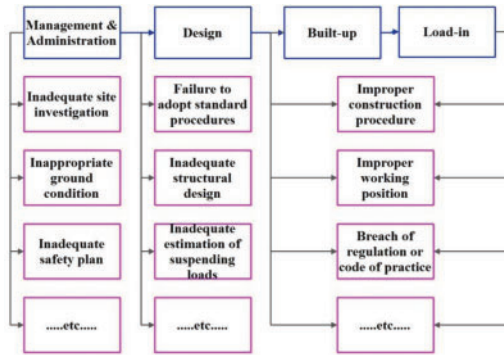 Management &
Administration
Design
Built-up
Load-in
Inadequate site
investigation
Failure to
adopt standard
procedures
Improper
construction
procedure
Inappropriate
ground
condition
Inadequate
structural
design
Improper
working
position
Inadequate
safety plan
Inadequate
estimation of
suspending
loads
Breach of
regulation or
code of practice
.....etc.....
.....etc.....
.....etc.....